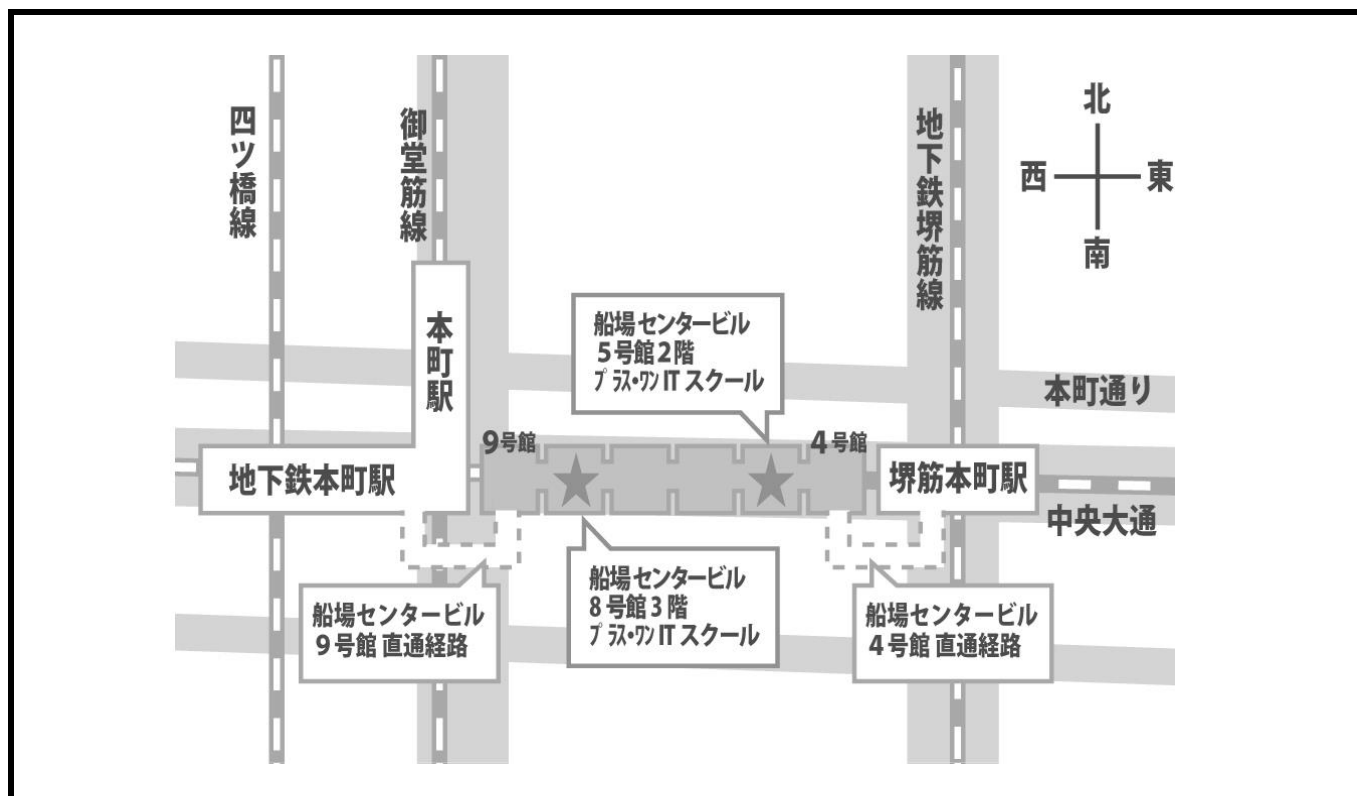 四ツ橋線
御堂筋線
地下鉄堺筋線
北
西
東
南
本町駅
船場センタービル
5号館2階
プラス・ワンITスクール
本町通り
9号館
4号館
地下鉄本町駅
堺筋本町駅
中央大通
船場センタービル
9号館 直通経路
船場センタービル
8号館3階
プラス・ワンITスクール
船場センタービル
4号館 直通経路